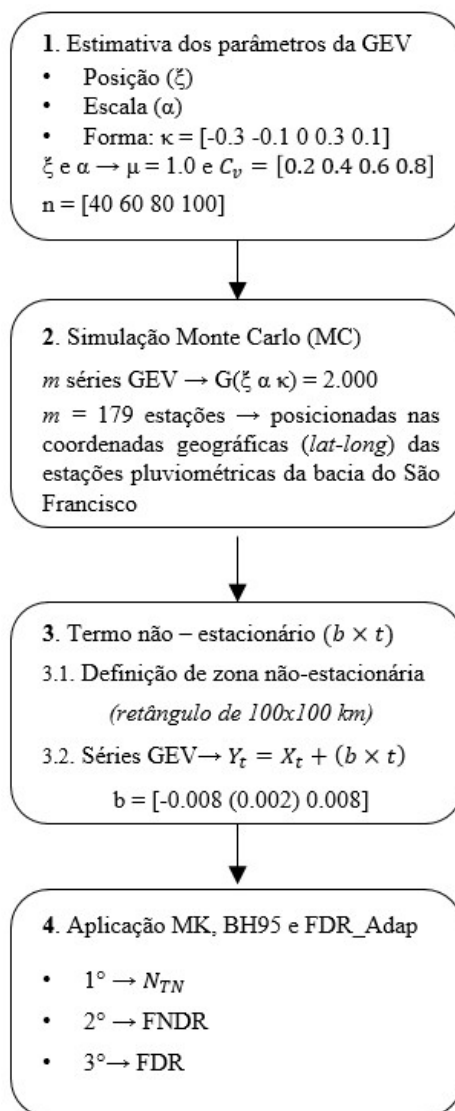 1. Estimativa dos parâmetros da GEV
• Posição (ξ)
• Escala (α)
• Forma: κ = [-0.3 -0.1 0 0.3 0.1]
ξ e α → μ = 1.0 e Cᵥ = [0.2 0.4 0.6 0.8]
n = [40 60 80 100]
2. Simulação Monte Carlo (MC)
m séries GEV → G(ξ α κ) = 2.000
m = 179 estações → posicionadas nas
coordenadas geográficas (lat-long) das
estações pluviométricas da bacia do São
Francisco
3. Termo não – estacionário (b × t)
3.1. Definição de zona não-estacionária
(retângulo de 100x100 km)
3.2. Séries GEV→ Yₜ = Xₜ + (b × t)
b = [-0.008 (0.002) 0.008]
4. Aplicação MK, BH95 e FDR_Adap
• 1° → N_TN
• 2° → FNDR
• 3°→ FDR